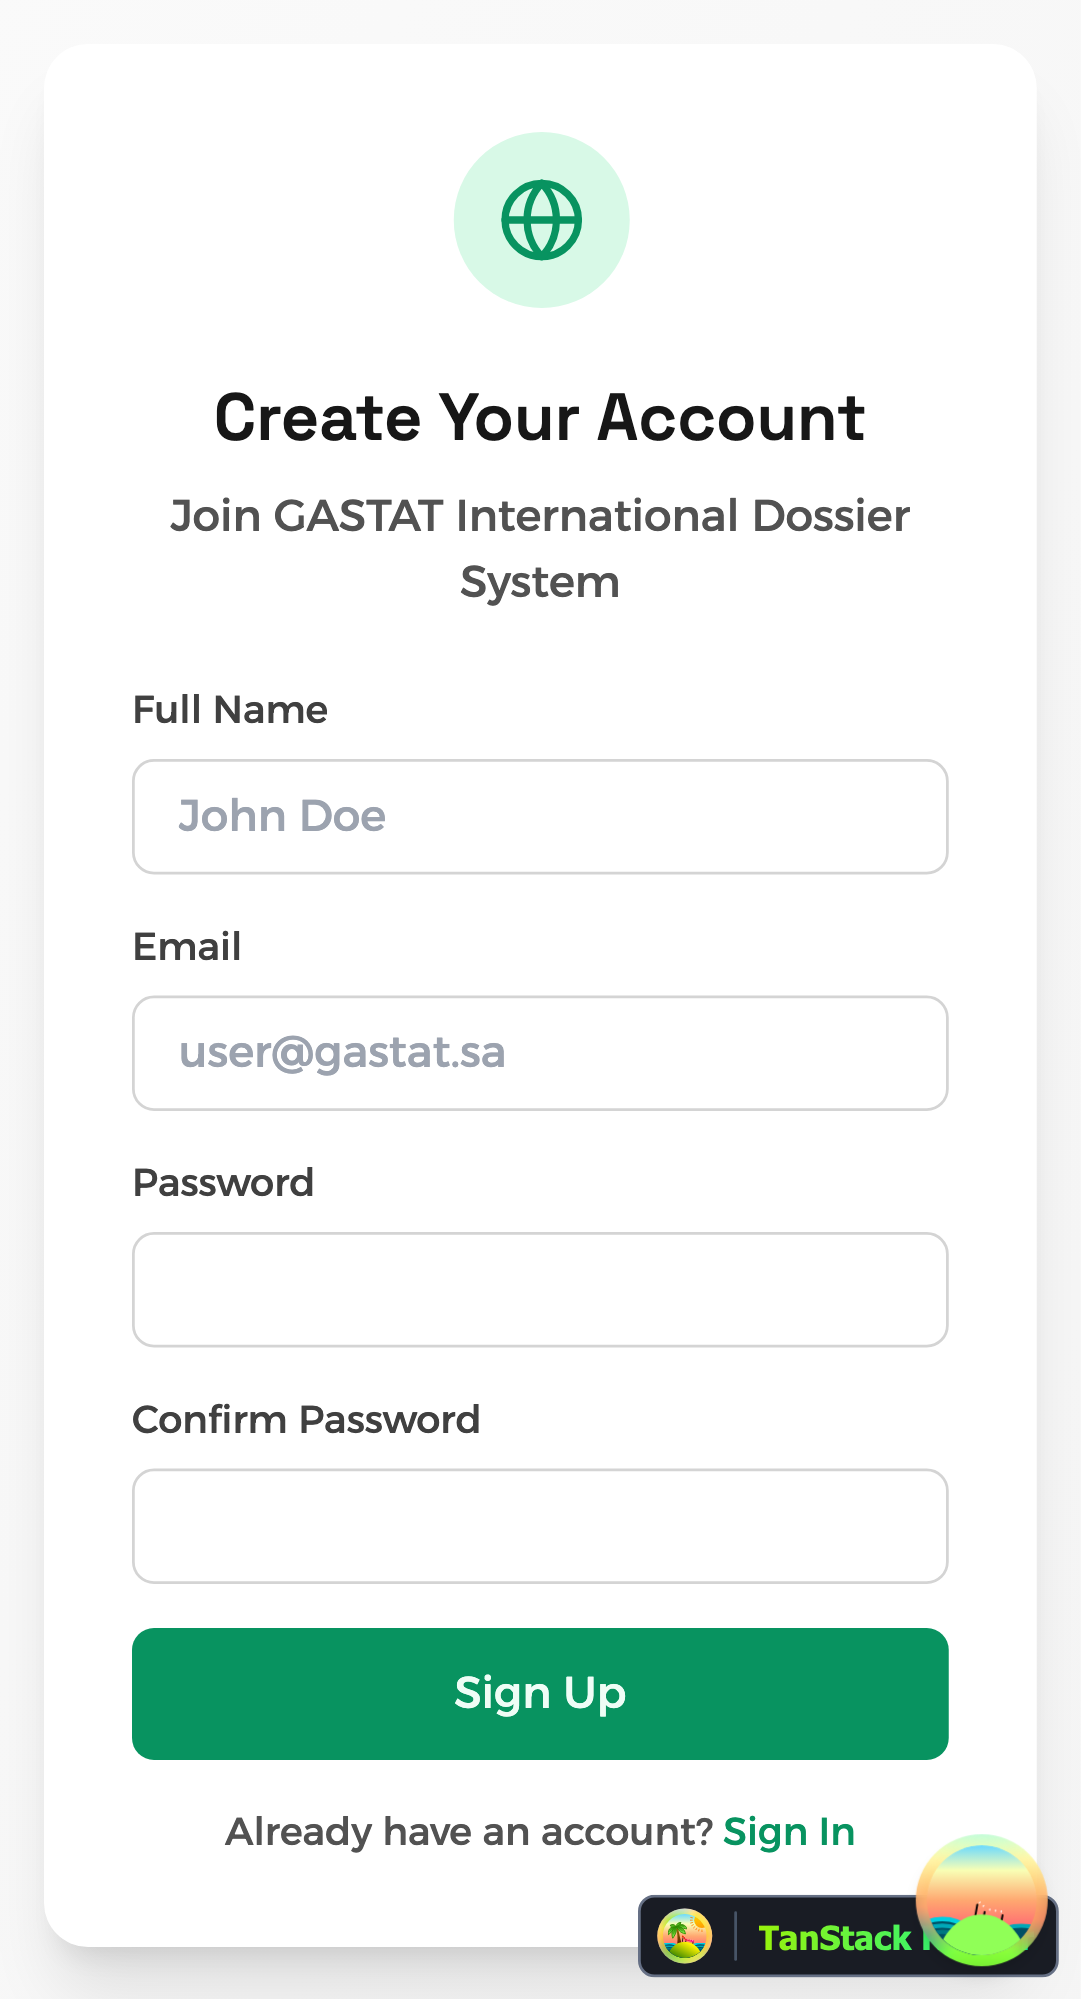 Create Your Account
Join GASTAT International Dossier
System
Full Name
John Doe
Email
user@gastat.sa
Password
Confirm Password
Sign Up
Already have an account? Sign In
TanStack